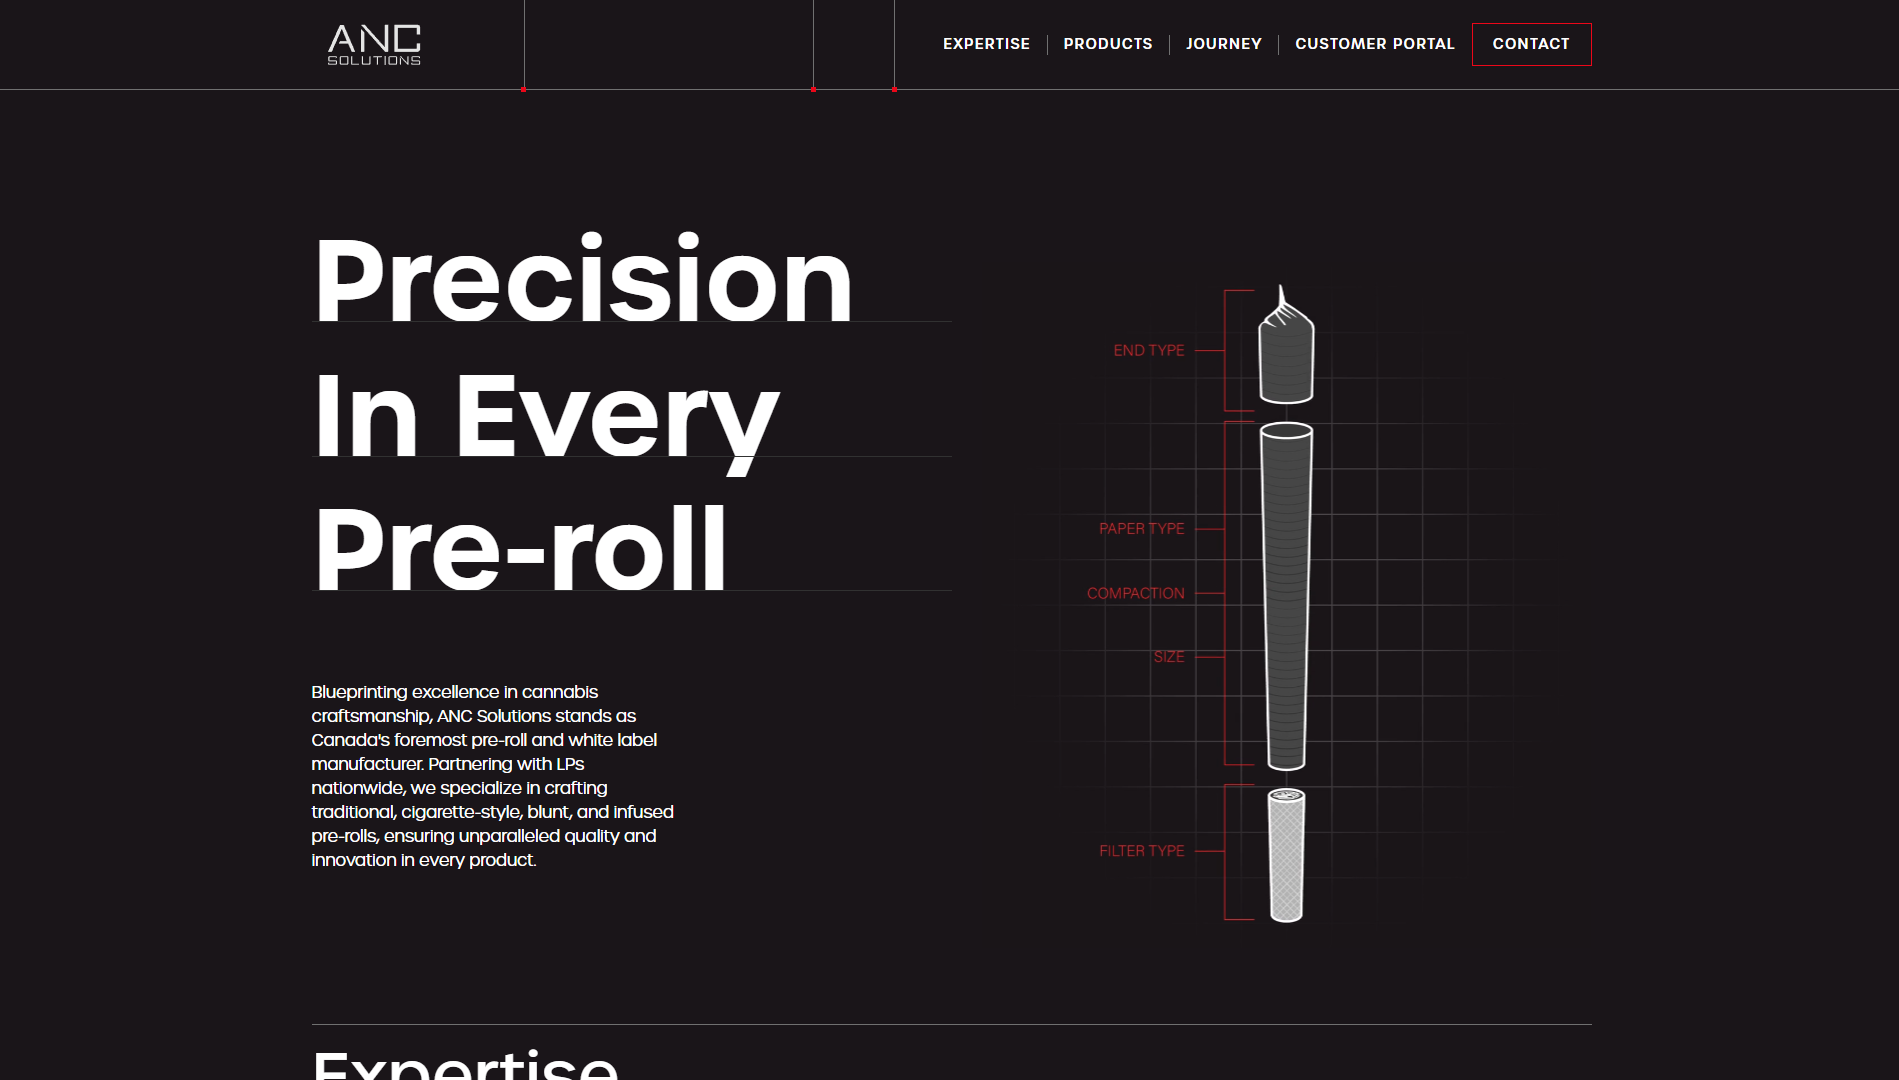 ANC
SOLUTIONS
EXPERTISE
PRODUCTS
JOURNEY
CUSTOMER PORTAL
CONTACT
Precision
In Every
Pre-roll
Blueprinting excellence in cannabis
craftsmanship, ANC Solutions stands as
Canada's foremost pre-roll and white label
manufacturer. Partnering with LPs
nationwide, we specialize in crafting
traditional, cigarette-style, blunt, and infused
pre-rolls, ensuring unparalleled quality and
innovation in every product.
END TYPE
PAPER TYPE
COMPACTION
SIZE
FILTER TYPE
Expertise